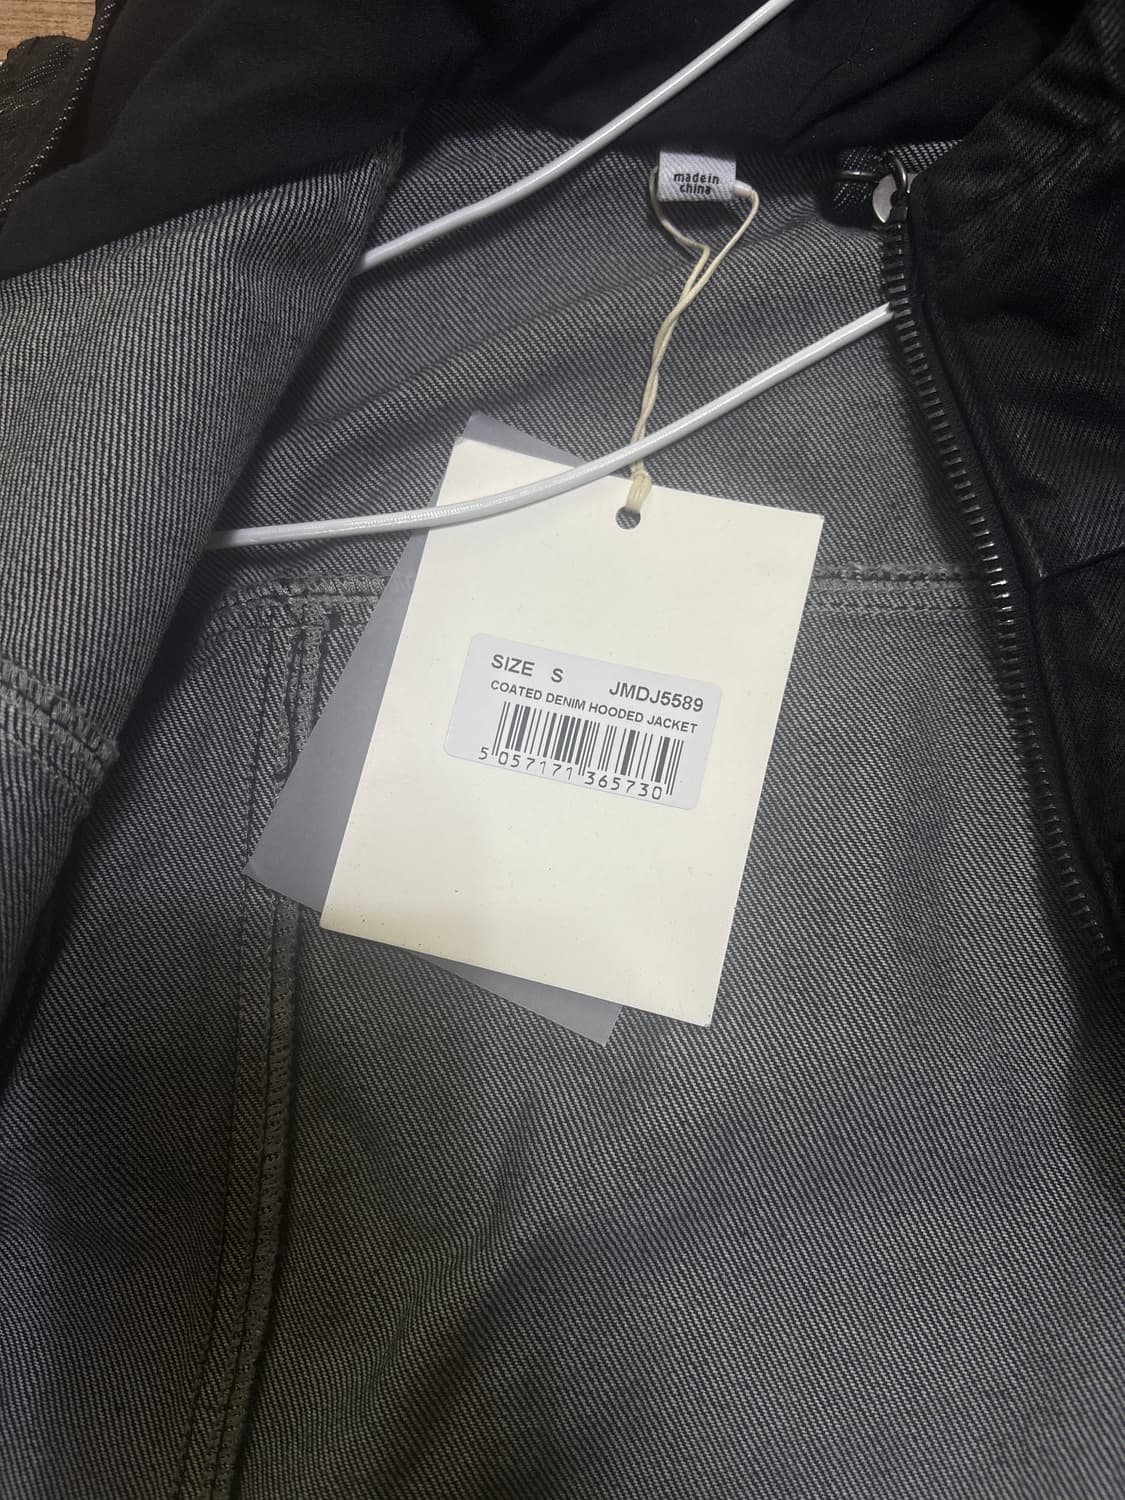 made in
china
SIZE S JMDJ5589
COATED DENIM HOODED JACKET
5 057171 365730